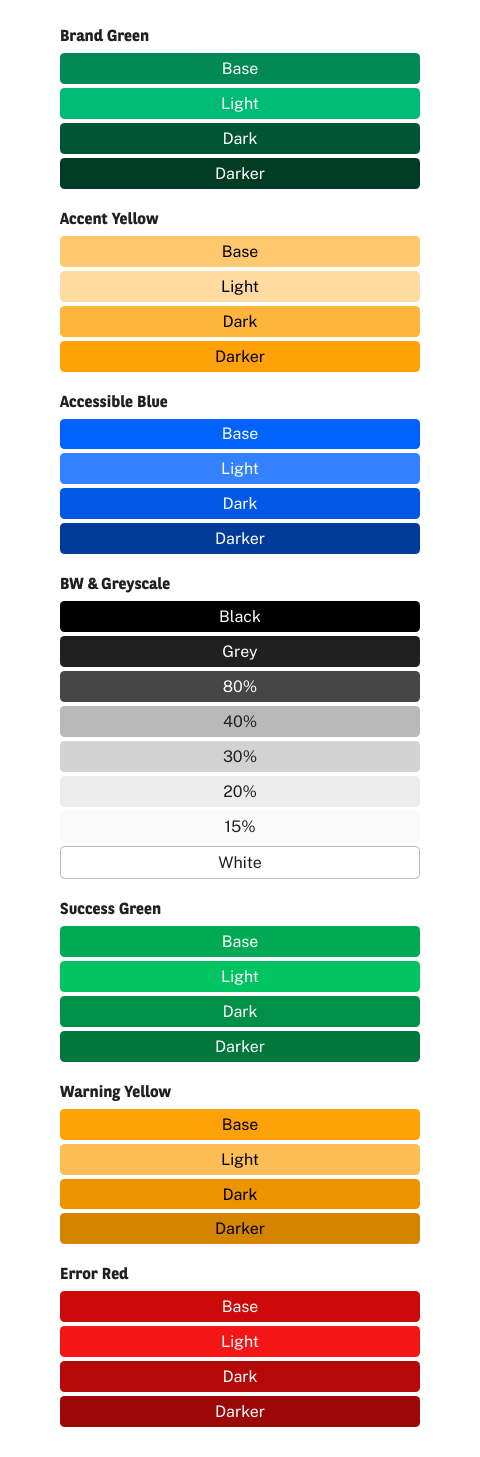 Brand Green
Base
Light
Dark
Darker
Accent Yellow
Base
Light
Dark
Darker
Accessible Blue
Base
Light
Dark
Darker
BW & Greyscale
Black
Grey
80%
40%
30%
20%
15%
White
Success Green
Base
Light
Dark
Darker
Warning Yellow
Base
Light
Dark
Darker
Error Red
Base
Light
Dark
Darker